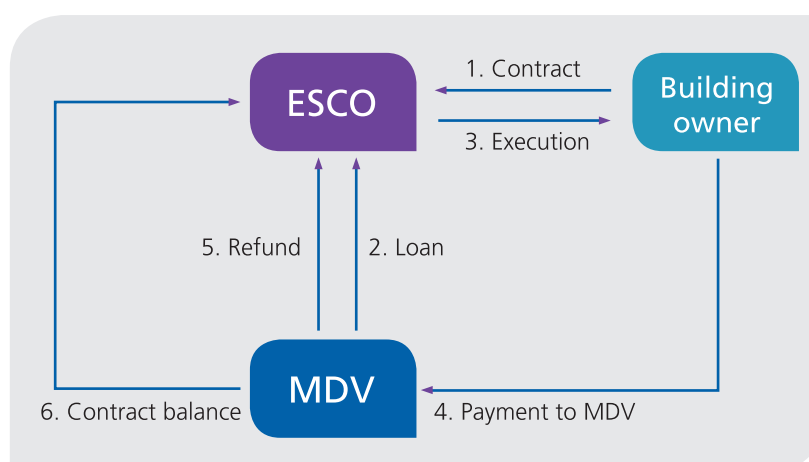 1. Contract
ESCO
Building
owner
3. Execution
5. Refund
2. Loan
MDV
6. Contract balance
4. Payment to MDV